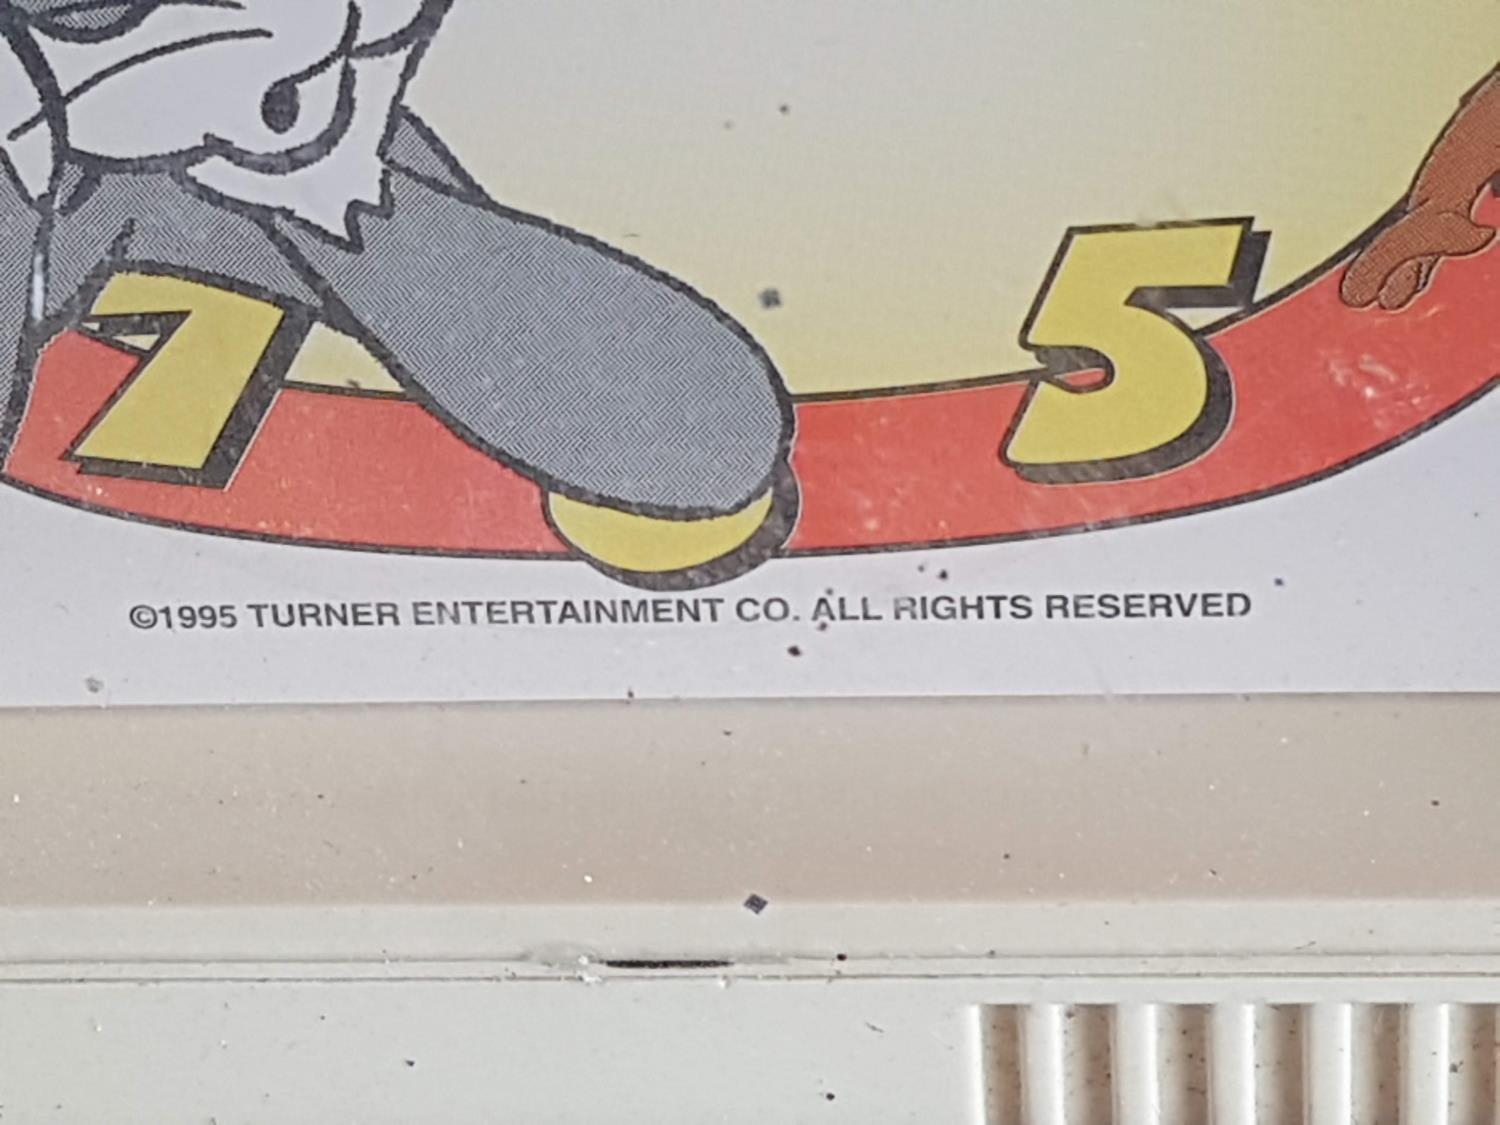 7 5
©1995 TURNER ENTERTAINMENT CO. ALL RIGHTS RESERVED